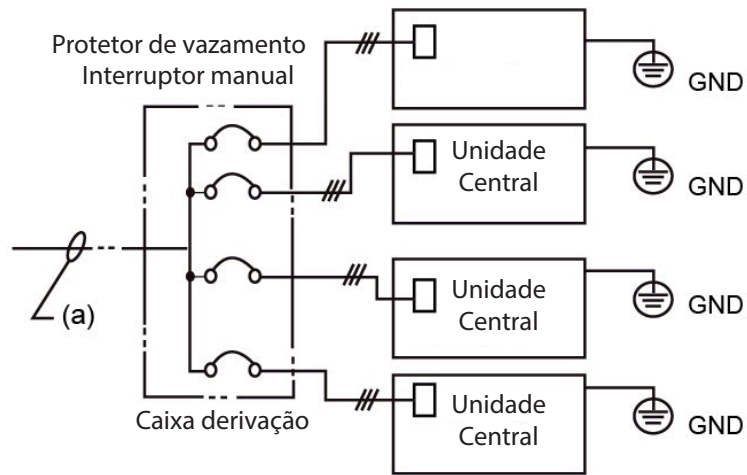 Protetor de vazamento
Interruptor manual
GND
Unidade
Central
GND
(a)
Unidade
Central
GND
Caixa derivação
Unidade
Central
GND